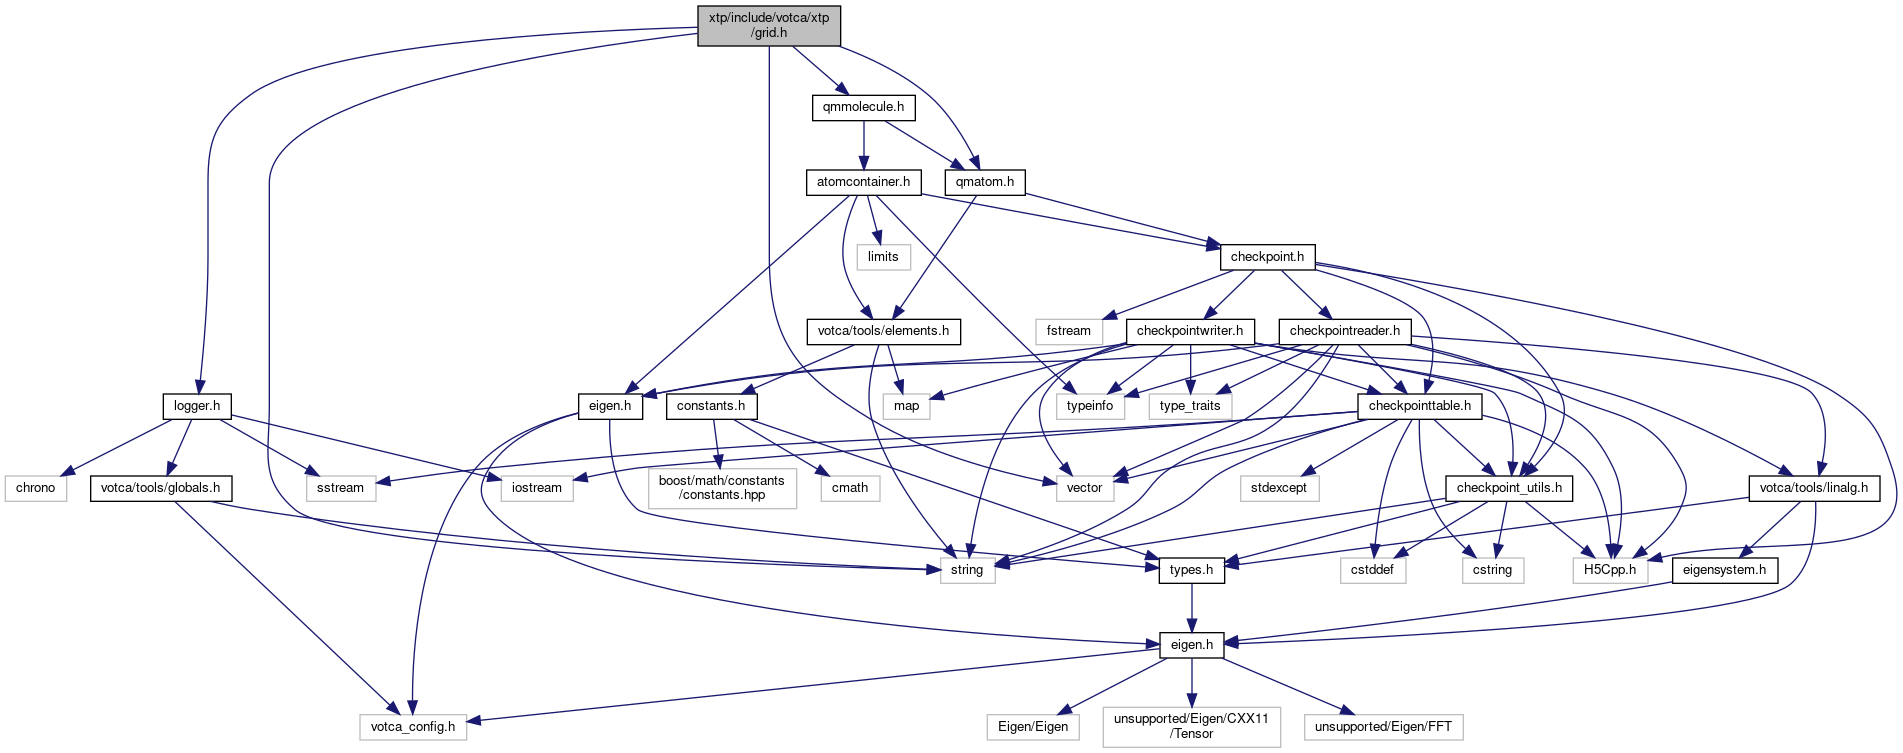 xtp/include/votca/xtp
/grid.h
qmmolecule.h
atomcontainer.h
qmatom.h
limits
checkpoint.h
votca/tools/elements.h
fstream
checkpointwriter.h
checkpointreader.h
logger.h
eigen.h
constants.h
map
typeinfo
type_traits
checkpointtable.h
chrono
votca/tools/globals.h
sstream
iostream
boost/math/constants
/constants.hpp
cmath
vector
stdexcept
checkpoint_utils.h
votca/tools/linalg.h
string
types.h
cstddef
cstring
H5Cpp.h
eigensystem.h
eigen.h
votca_config.h
Eigen/Eigen
unsupported/Eigen/CXX11
/Tensor
unsupported/Eigen/FFT